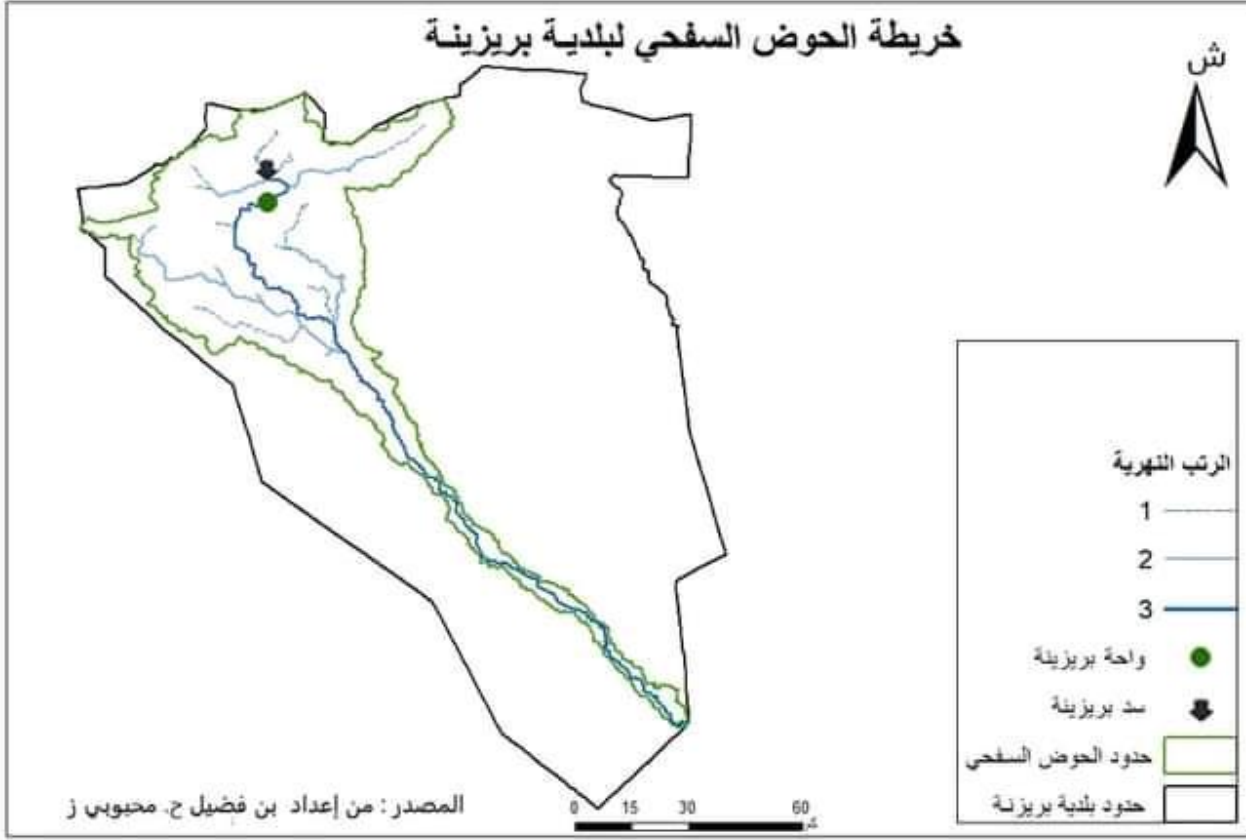 خريطة الحوض السفحي لبلدية بريزينة
ش
الرتب النهرية
1
2
3
واحة بريزينة
سد بريزينة
حدود الحوض السفحي
حدود بلدية بريزنة
المصدر : من إعداد بن فضيل ح. محبوبي ز
0 15 30 60
كم